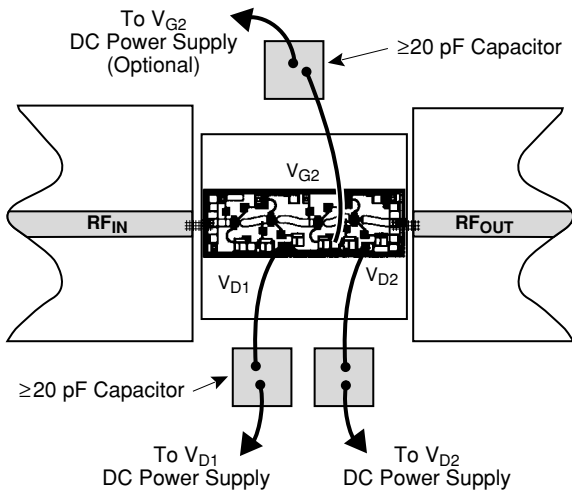 To VG2
DC Power Supply
(Optional)
≥20 pF Capacitor
VG2
RFIN
RFOUT
VD1
VD2
≥20 pF Capacitor
To VD1
DC Power Supply
To VD2
DC Power Supply